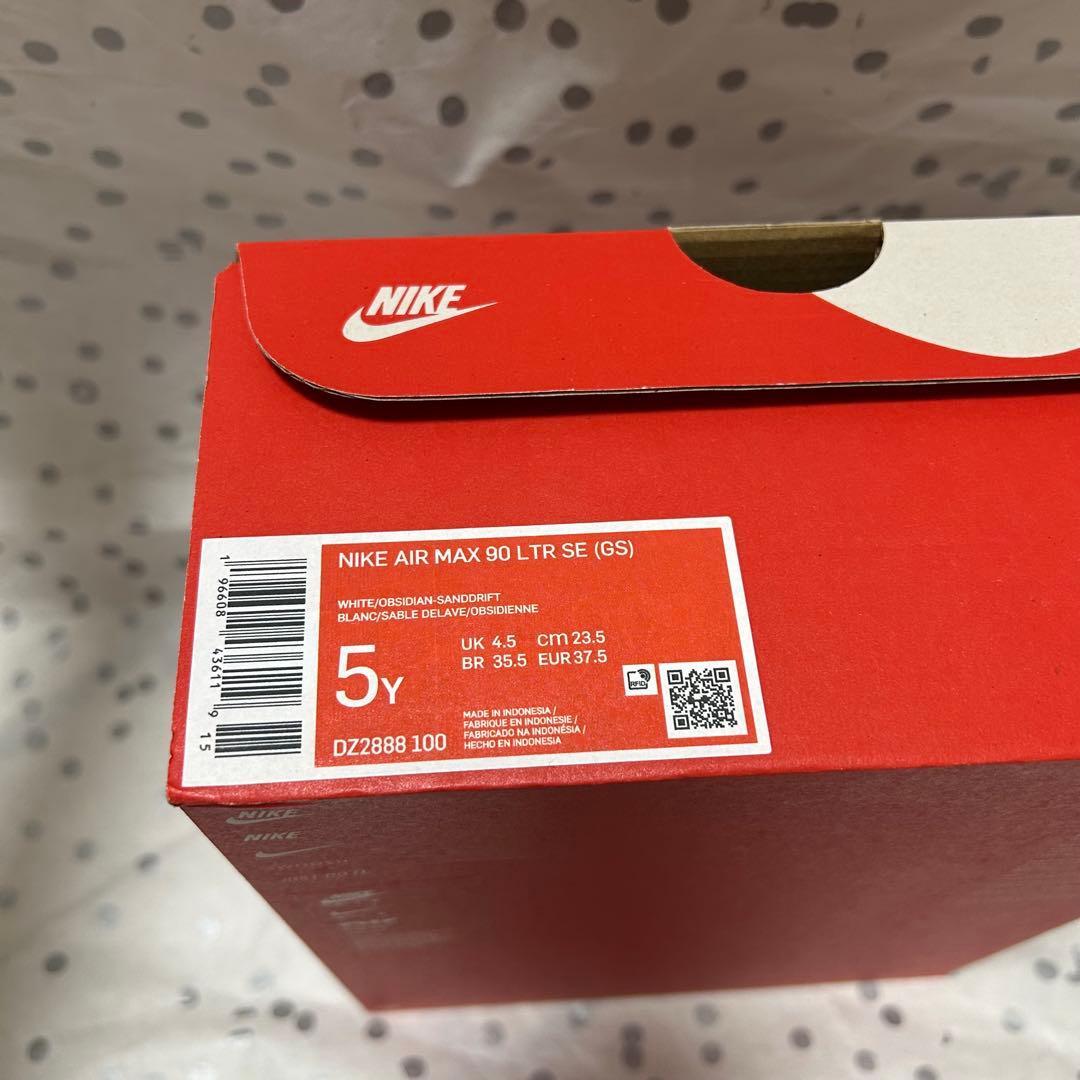 NIKE
NIKE AIR MAX 90 LTR SE (GS)
WHITE/OBSIDIAN-SANDDRIFT
BLANC/SABLE DELAVE/OBSIDIENNE
5Y
UK 4.5 cm 23.5
BR 35.5 EUR 37.5
RFID
MADE IN INDONESIA /
FABRIQUE EN INDONESIE /
FABRICADO NA INDONÉSIA /
HECHO EN INDONESIA
DZ2888 100
1 96608 43611 9 15
NIKE
NIKE